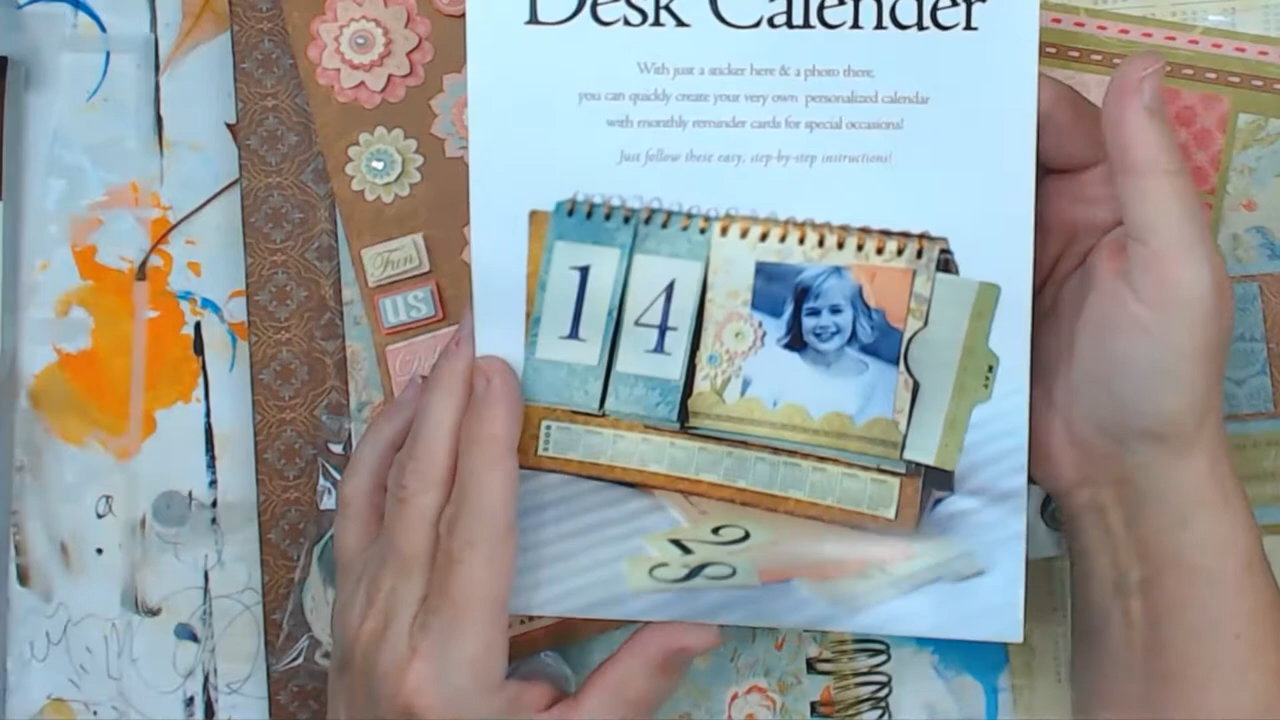 Desk Calender
With just a sticker here & a photo there,
you can quickly create your very own personalized calendar
with monthly reminder cards for special occasions!
Just follow these easy, step-by-step instructions!
14
MAY
28
Fun
us